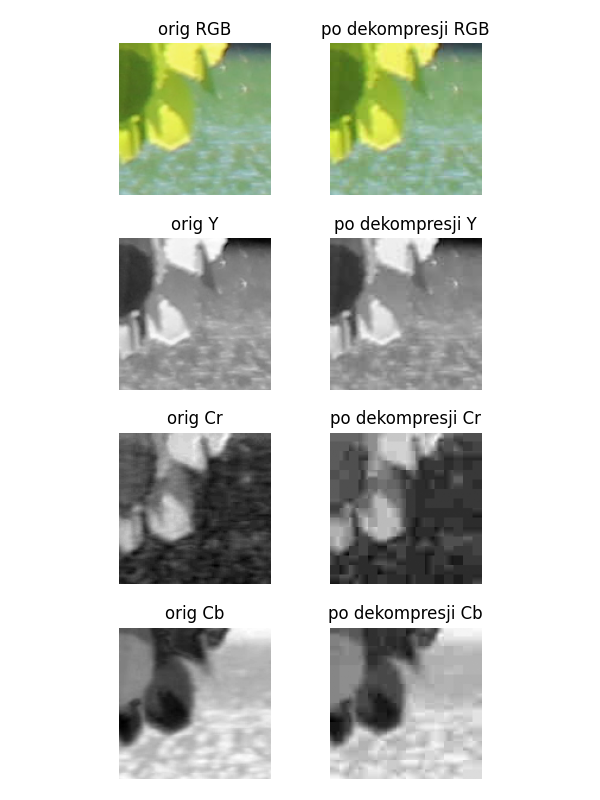 orig RGB
po dekompresji RGB
orig Y
po dekompresji Y
orig Cr
po dekompresji Cr
orig Cb
po dekompresji Cb